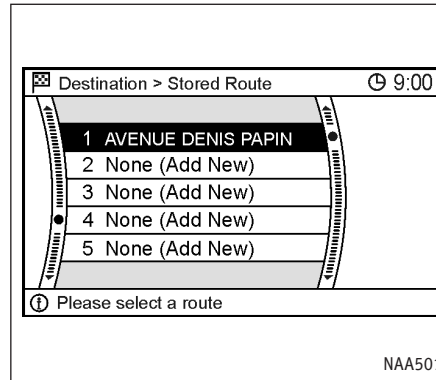 Destination > Stored Route 9:00
1 AVENUE DENIS PAPIN
2 None (Add New)
3 None (Add New)
4 None (Add New)
5 None (Add New)
Please select a route